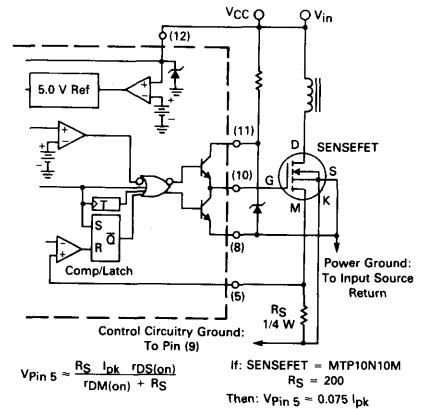 VCC
Vin
(12)
5.0 V Ref
+
–
+
–
(11)
D
SENSEFET
(10)
G
S
M
K
T
S
Q
R
(8)
Comp/Latch
Power Ground:
To Input Source
Return
(5)
RS
1/4 W
Control Circuitry Ground:
To Pin (9)
VPin 5 ≈ RS Ipk rDS(on)
rDM(on) + RS
If: SENSEFET = MTP10N10M
RS = 200
Then: VPin 5 ≈ 0.075 Ipk